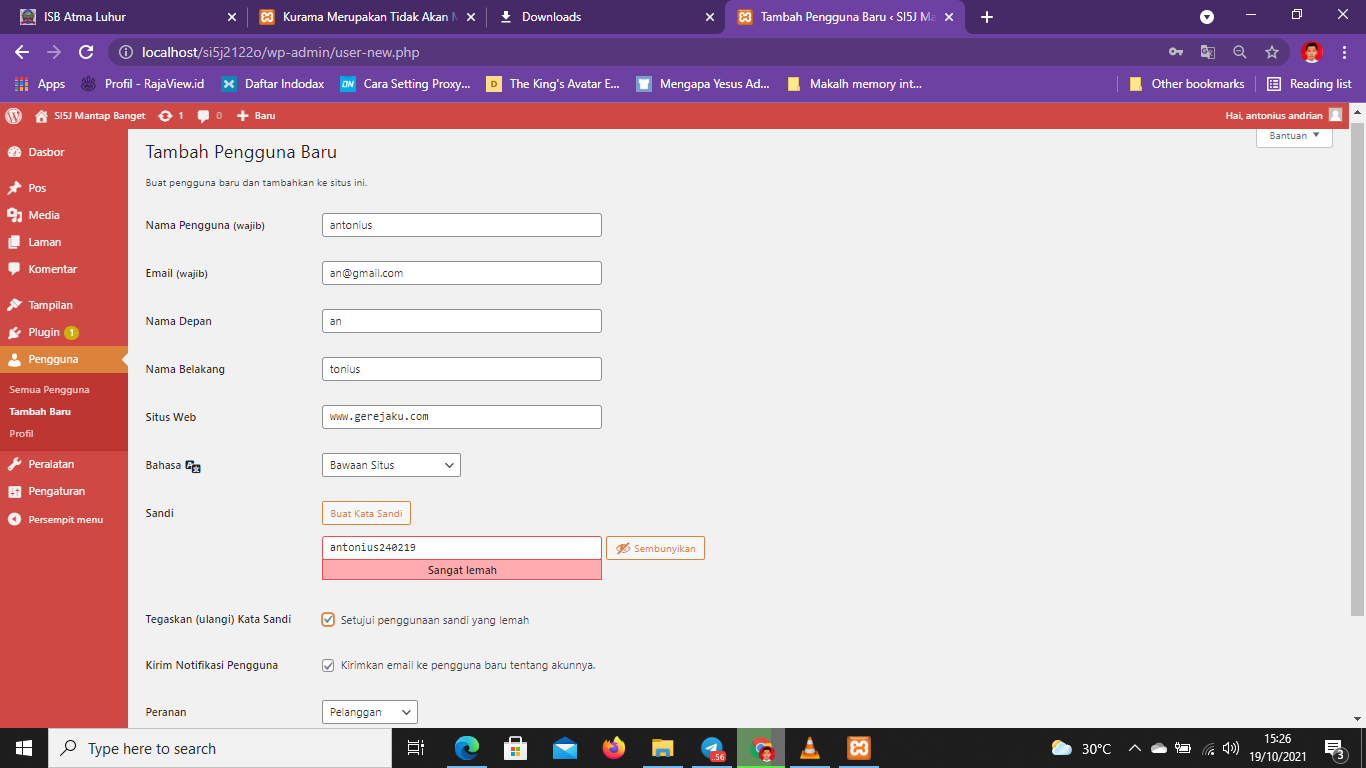 ISB Atma Luhur
Kurama Merupakan Tidak Akan M
Downloads
Tambah Pengguna Baru ‹ SI5J Ma
localhost/si5j2122o/wp-admin/user-new.php
Apps
Profil - RajaView.id
Daftar Indodax
DN
Cara Setting Proxy...
D
The King's Avatar E...
Mengapa Yesus Ad...
Makalh memory int...
Other bookmarks
Reading list
SI5J Mantap Banget
1
0
Baru
Hai, antonius andrian
Dasbor
Pos
Media
Laman
Komentar
Tampilan
Plugin 1
Pengguna
Semua Pengguna
Tambah Baru
Profil
Peralatan
Pengaturan
Persempit menu
Bantuan
Tambah Pengguna Baru
Buat pengguna baru dan tambahkan ke situs ini.
Nama Pengguna (wajib)
antonius
Email (wajib)
an@gmail.com
Nama Depan
an
Nama Belakang
tonius
Situs Web
www.gerejaku.com
Bahasa
Bawaan Situs
Sandi
Buat Kata Sandi
antonius240219
Sembunyikan
Sangat lemah
Tegaskan (ulangi) Kata Sandi
Setujui penggunaan sandi yang lemah
Kirim Notifikasi Pengguna
Kirimkan email ke pengguna baru tentang akunnya.
Peranan
Pelanggan
Type here to search
56
30°C
15:26
19/10/2021
3